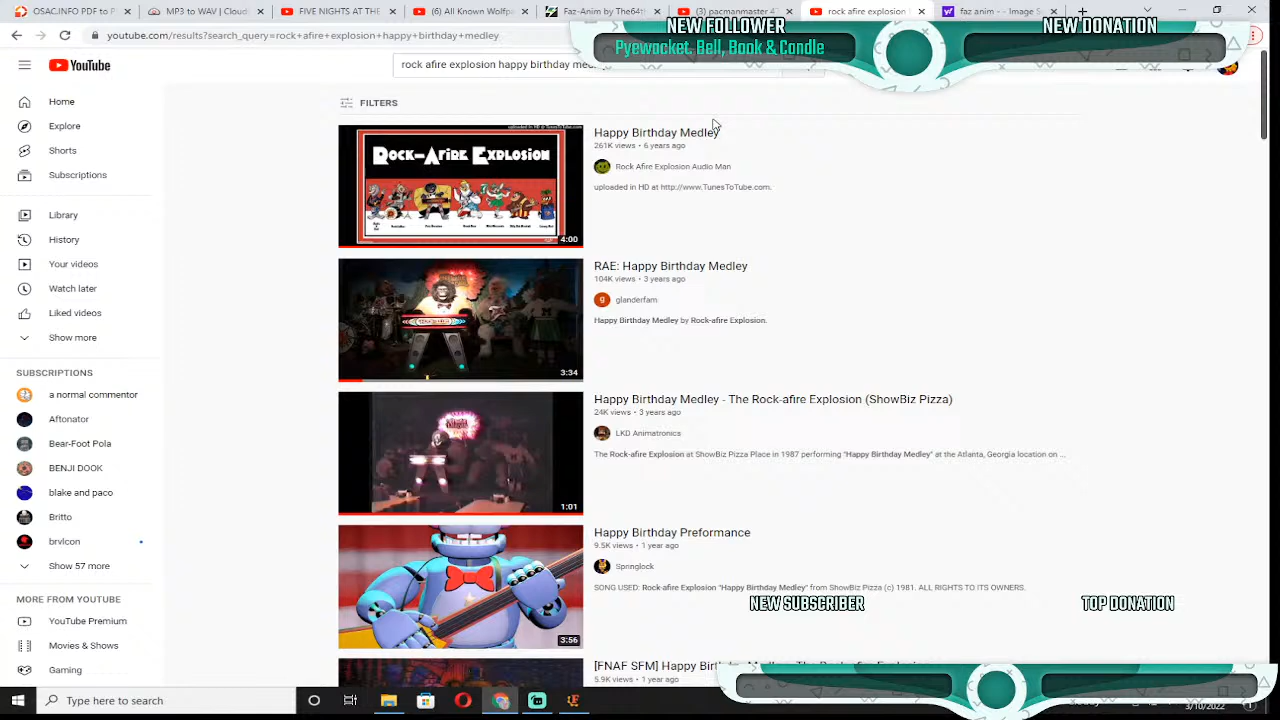 OSACINFO (PDF to P
MP3 to WAV | Cloud
FIVE NIGHTS AT THE
(6) All Known Wolfp
Faz-Anim by The64th
(2) pacmanmaster 4
rock afire explosion
faz anim - - Image S
NEW FOLLOWER
NEW DONATION
Pyewocket. Bell, Book & Candle
youtube.com/results?search_query=rock+afire+explosion+happy+birthday+medley
YouTube
rock afire explosion happy birthday med
FILTERS
Home
Explore
Shorts
Subscriptions
Library
History
Your videos
Watch later
Liked videos
Show more
SUBSCRIPTIONS
a normal commentor
Aftonator
Bear-Foot Pola
BENJI DOOK
blake and paco
Britto
brvlcon
Show 57 more
MORE FROM YOUTUBE
YouTube Premium
Movies & Shows
Gaming
ROCK-AFIRE EXPLOSION
4:00
Happy Birthday Medley
261K views • 6 years ago
Rock Afire Explosion Audio Man
uploaded in HD at http://www.TunesToTube.com.
3:34
RAE: Happy Birthday Medley
104K views • 3 years ago
g
glanderfam
Happy Birthday Medley by Rock-afire Explosion.
1:01
Happy Birthday Medley - The Rock-afire Explosion (ShowBiz Pizza)
24K views • 3 years ago
LKD Animatronica
The Rock-afire Explosion at ShowBiz Pizza Place in 1987 performing "Happy Birthday Medley" at the Atlanta, Georgia location on ...
3:56
Happy Birthday Preformance
9.5K views • 1 year ago
Springlock
SONG USED: Rock-afire Explosion "Happy Birthday Medley" from ShowBiz Pizza (c) 1981. ALL RIGHTS TO ITS OWNERS.
NEW SUBSCRIBER
TOP DONATION
[FNAF SFM] Happy Birthday Medley
5.9K views • 1 year ago
Type here to search
3/10/2022